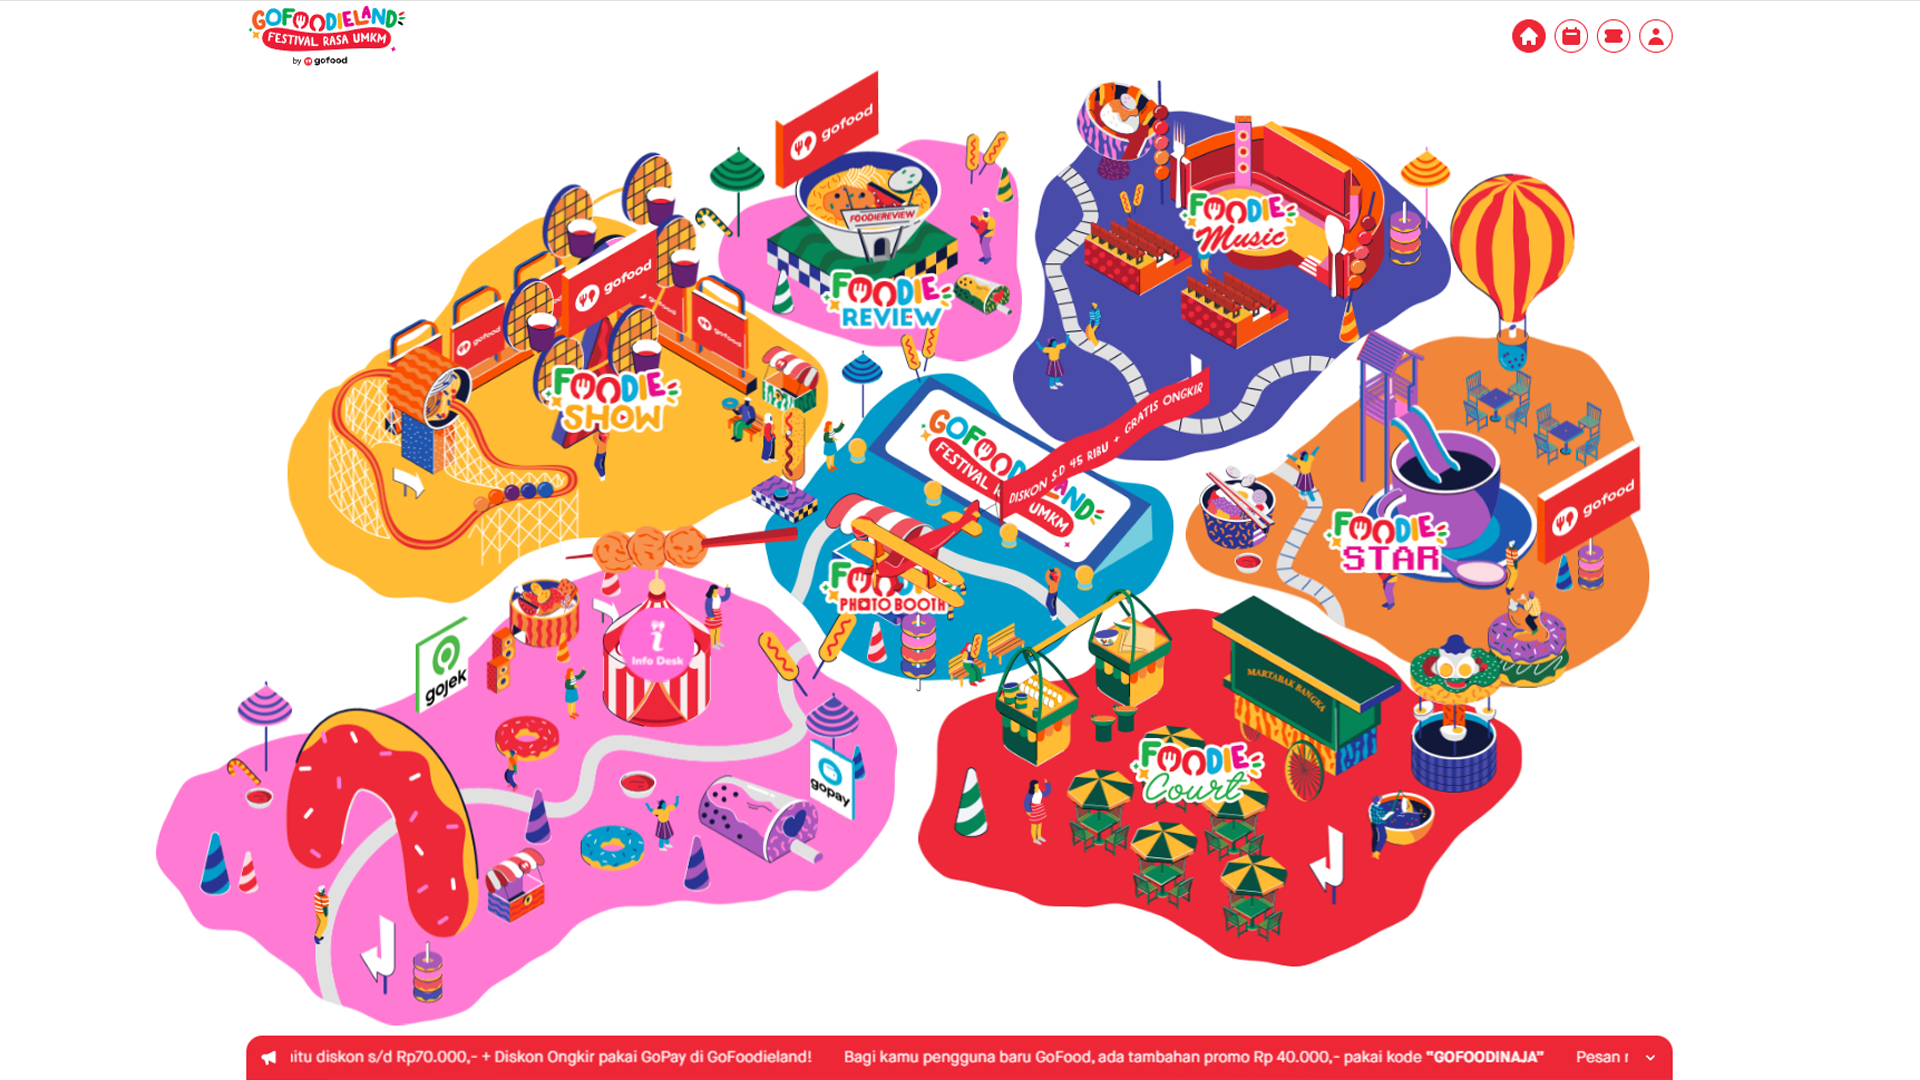 GOFOODIELAND
FESTIVAL RASA UMKM
by gofood
gofood
FOODIEREVIEW
FOODIE
REVIEW
FOODIE
Music
gofood
gofood
gofood
gofood
FOODIE
SHOW
GOFOODIELAND
FESTIVAL R
UMKM
DISKON S.D 45 RIBU + GRATIS ONGKIR
gofood
FOODIE
STAR
FOODIE
PHOTO BOOTH
i
Info Desk
gojek
MARTABAK BANGKA
FOODIE
Court
gopay
itu diskon s/d Rp70.000,- + Diskon Ongkir pakai GoPay di GoFoodieland! Bagi kamu pengguna baru GoFood, ada tambahan promo Rp 40.000,- pakai kode "GOFOODINAJA" Pesan